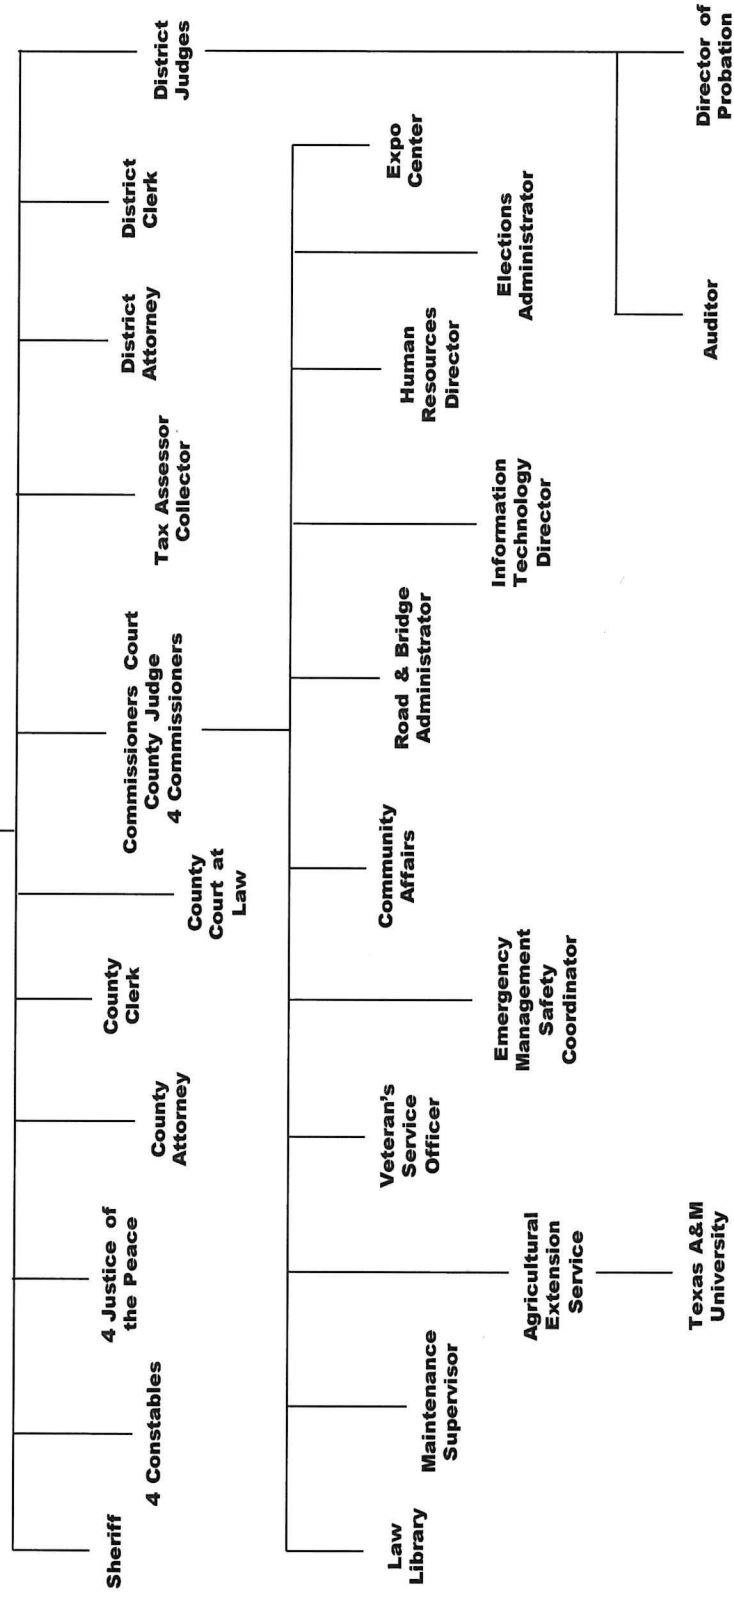 Sheriff
4 Constables
4 Justice of
the Peace
County
Attorney
County
Clerk
County
Court at
Law
Commissioners Court
County Judge
4 Commissioners
Tax Assessor
Collector
District
Attorney
District
Clerk
District
Judges
Law
Library
Maintenance
Supervisor
Agricultural
Extension
Service
Texas A&M
University
Veteran's
Service
Officer
Emergency
Management
Safety
Coordinator
Community
Affairs
Road & Bridge
Administrator
Information
Technology
Director
Human
Resources
Director
Elections
Administrator
Expo
Center
Auditor
Director of
Probation